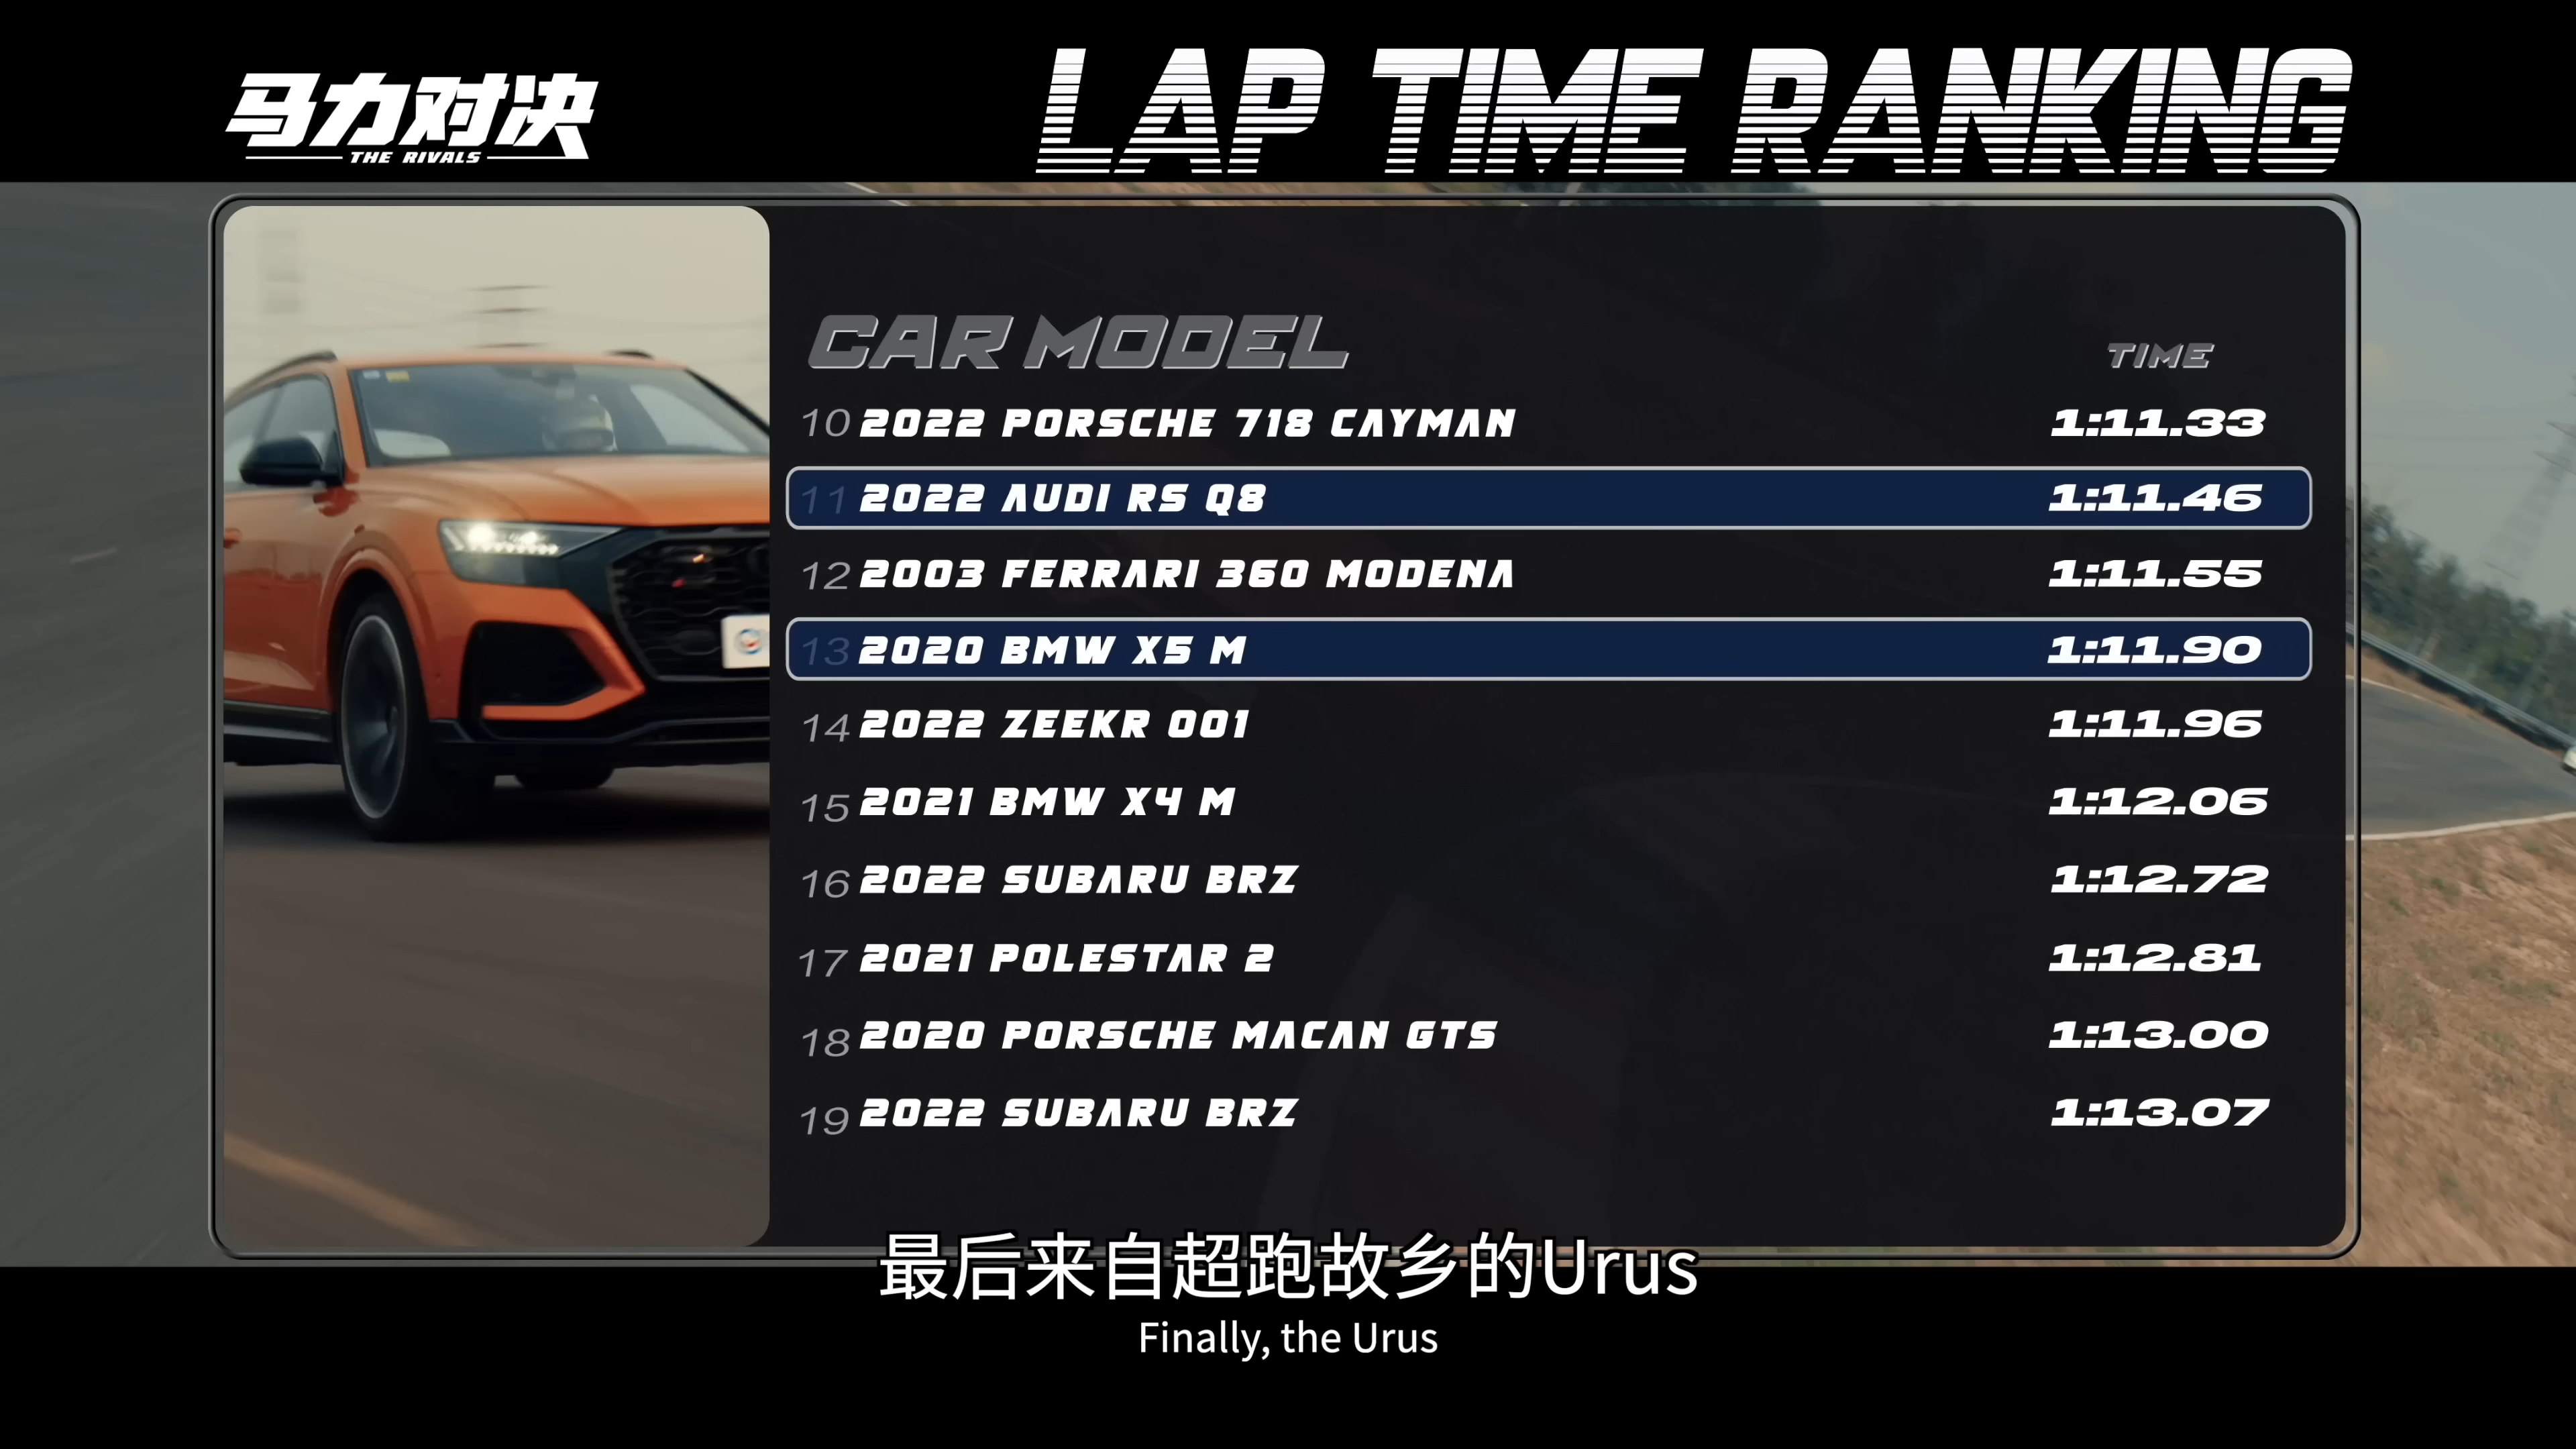 马力对决
THE RIVALS
LAP TIME RANKING
CAR MODEL TIME
10 2022 PORSCHE 718 CAYMAN 1:11.33
11 2022 AUDI RS Q8 1:11.46
12 2003 FERRARI 360 MODENA 1:11.55
13 2020 BMW X5 M 1:11.90
14 2022 ZEEKR 001 1:11.96
15 2021 BMW X4 M 1:12.06
16 2022 SUBARU BRZ 1:12.72
17 2021 POLESTAR 2 1:12.81
18 2020 PORSCHE MACAN GTS 1:13.00
19 2022 SUBARU BRZ 1:13.07
最后来自超跑故乡的Urus
Finally, the Urus